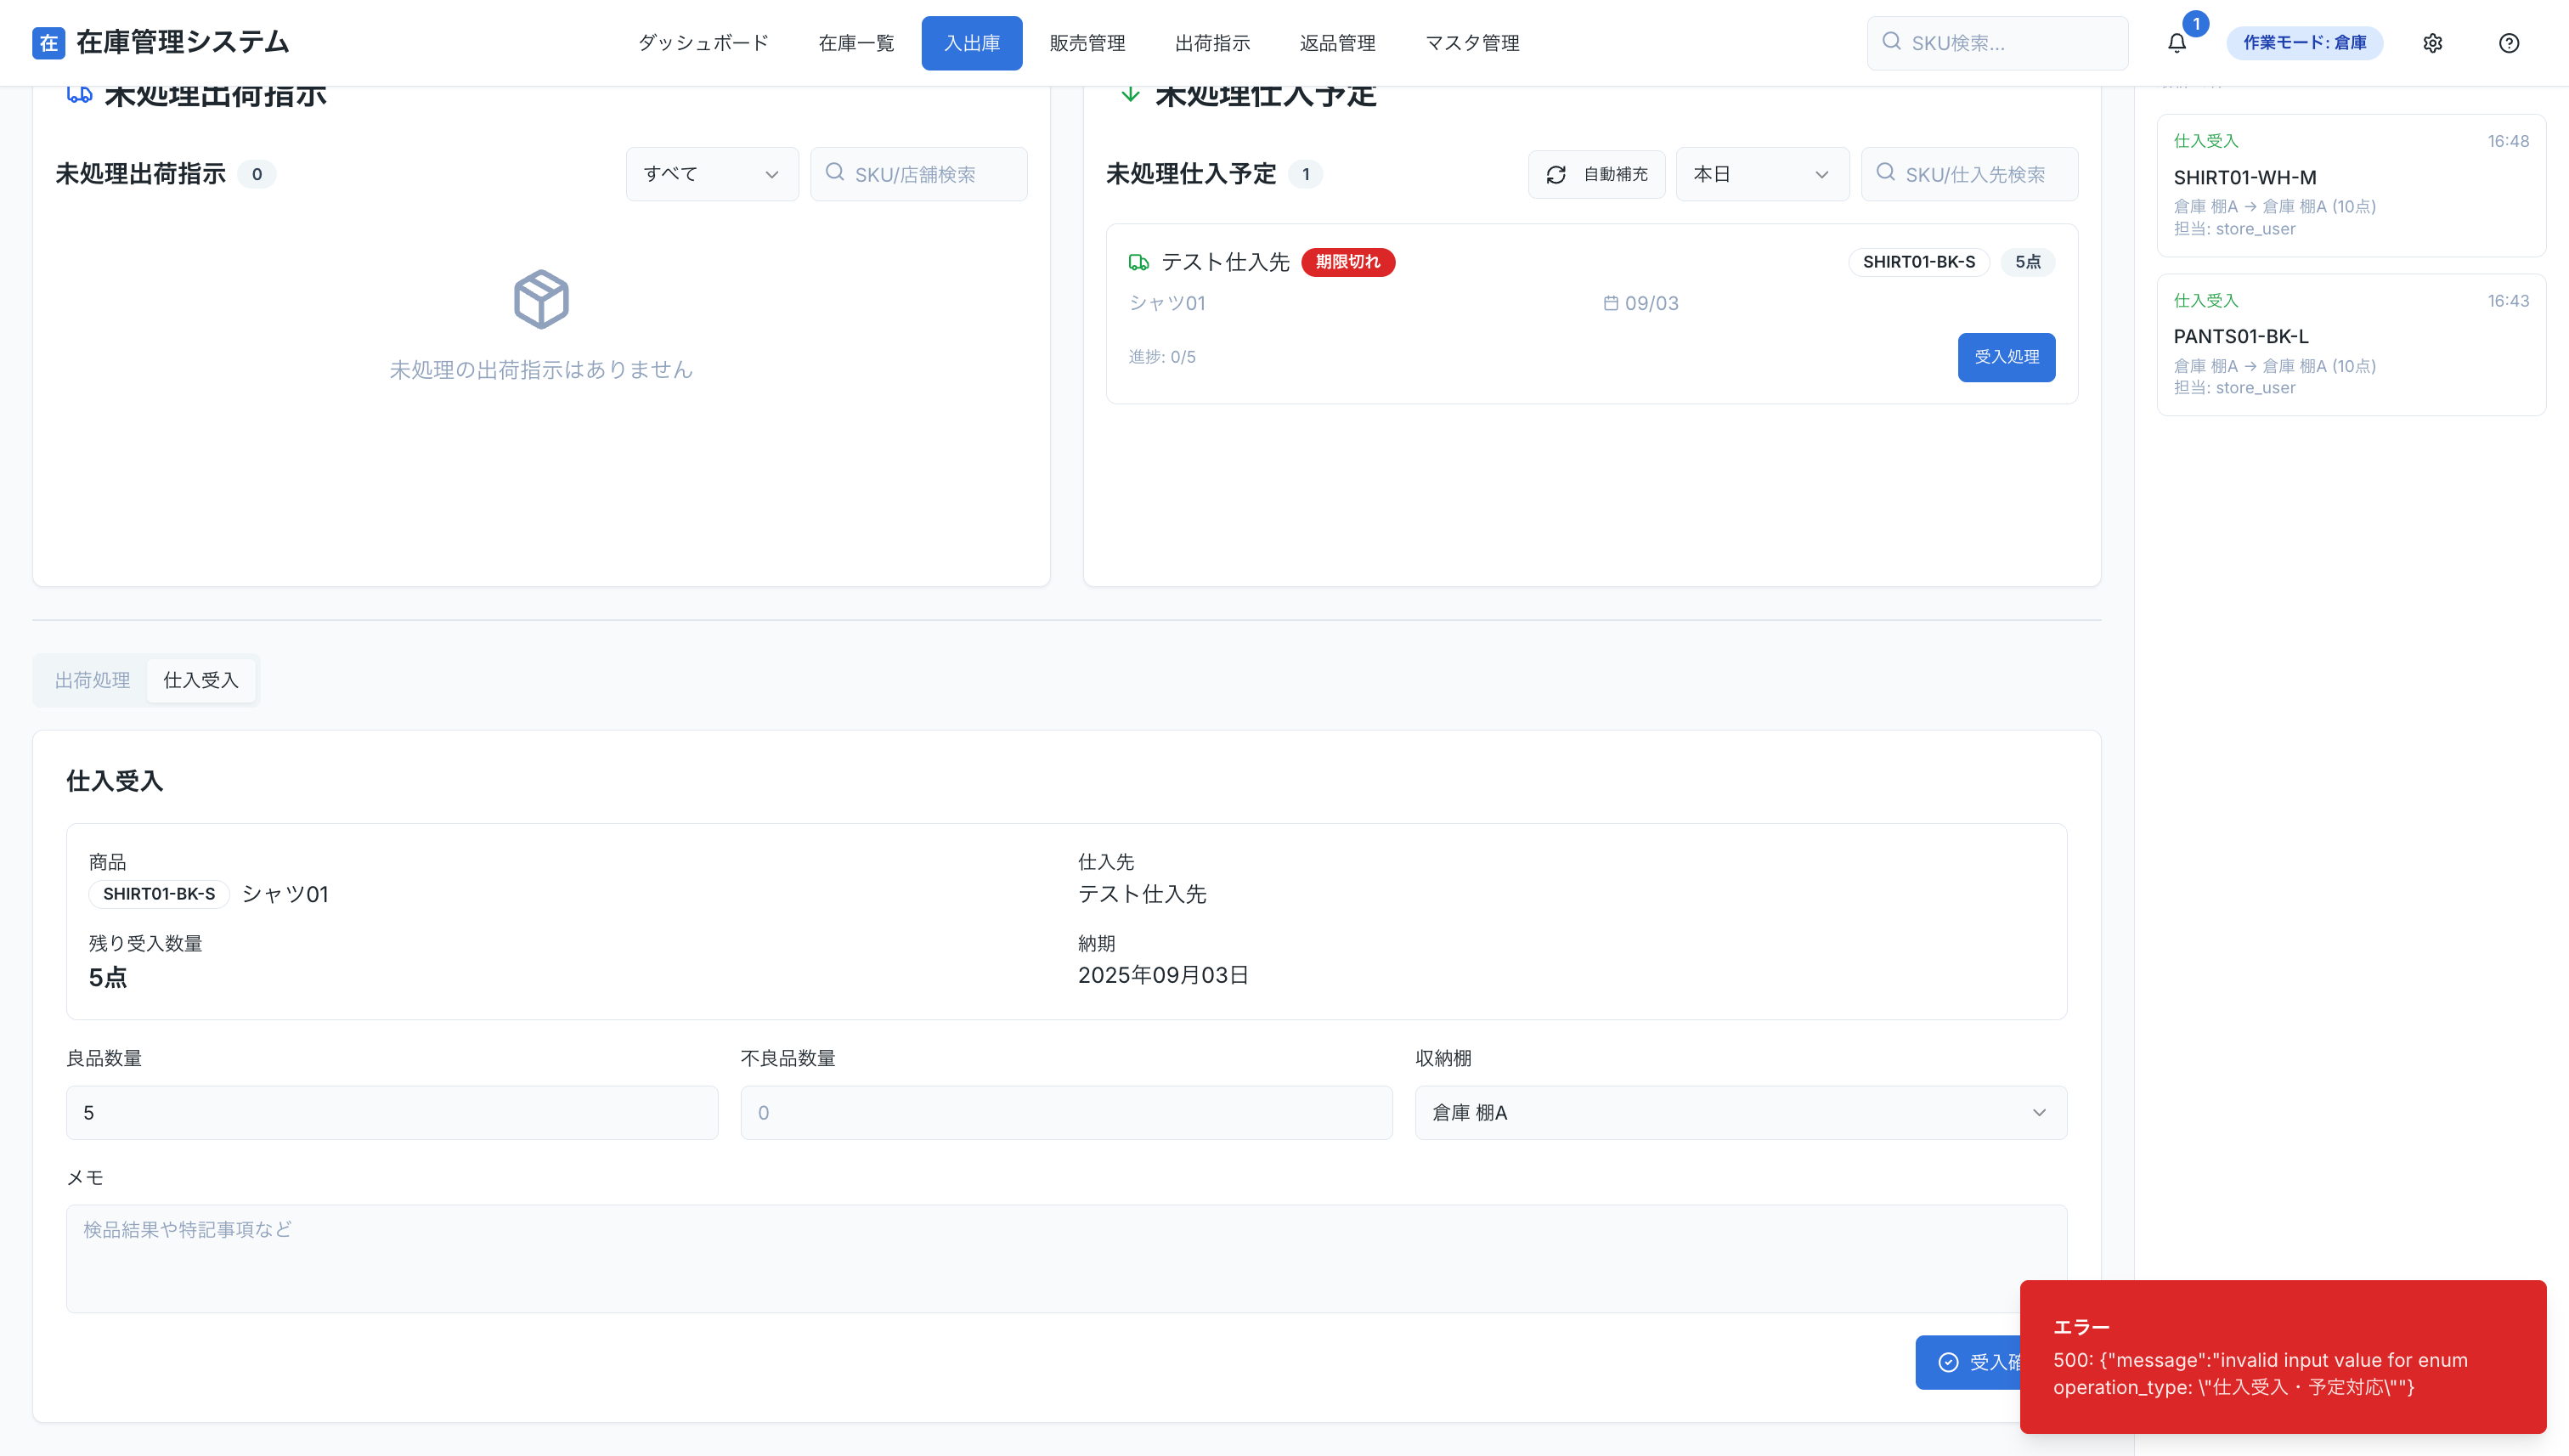 在 在庫管理システム
ダッシュボード
在庫一覧
入出庫
販売管理
出荷指示
返品管理
マスタ管理
SKU検索...
1
作業モード: 倉庫
未処理出荷指示
未処理出荷指示 0
すべて
SKU/店舗検索
未処理の出荷指示はありません
未処理仕入予定
未処理仕入予定 1
自動補充
本日
SKU/仕入先検索
テスト仕入先 期限切れ
SHIRT01-BK-S 5点
シャツ01
09/03
進捗: 0/5
受入処理
仕入受入 16:48
SHIRT01-WH-M
倉庫 棚A → 倉庫 棚A (10点)
担当: store_user
仕入受入 16:43
PANTS01-BK-L
倉庫 棚A → 倉庫 棚A (10点)
担当: store_user
出荷処理
仕入受入
仕入受入
商品
SHIRT01-BK-S シャツ01
仕入先
テスト仕入先
残り受入数量
5点
納期
2025年09月03日
良品数量
5
不良品数量
0
収納棚
倉庫 棚A
メモ
検品結果や特記事項など
受入確
エラー
500: {"message":"invalid input value for enum
operation_type: \"仕入受入・予定対応\""}